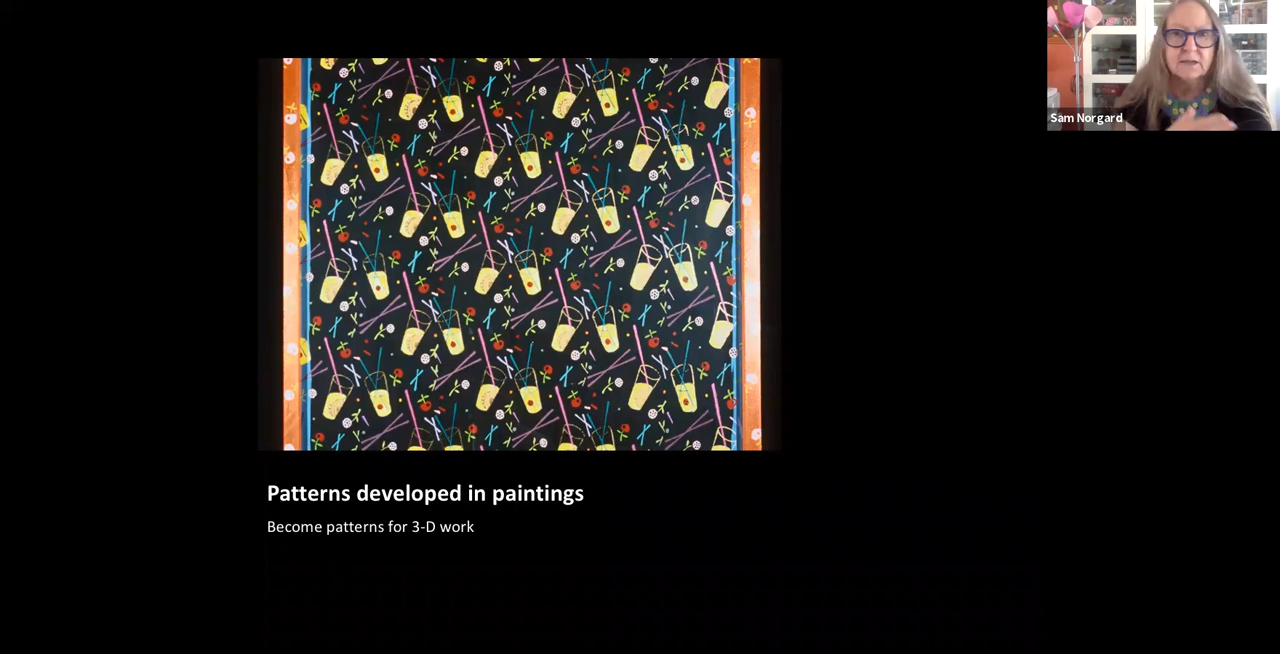 Sam Norgard
Patterns developed in paintings
Become patterns for 3-D work